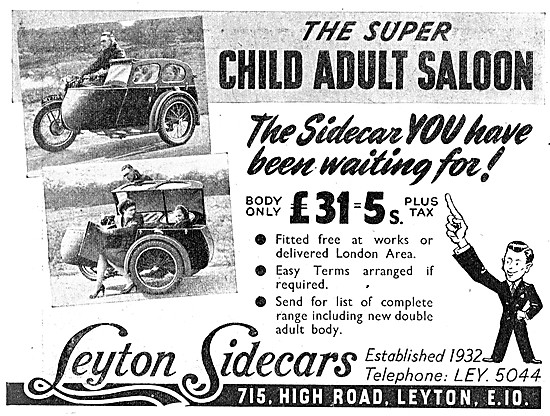 THE SUPER
CHILD ADULT SALOON
The Sidecar YOU have
been waiting for!
BODY
ONLY
£31=5s.
PLUS
TAX
● Fitted free at works or
delivered London Area.
● Easy Terms arranged if
required.
● Send for list of complete
range including new double
adult body.
Leyton Sidecars
Established 1932
Telephone: LEY. 5044
715, HIGH ROAD, LEYTON, E.10.